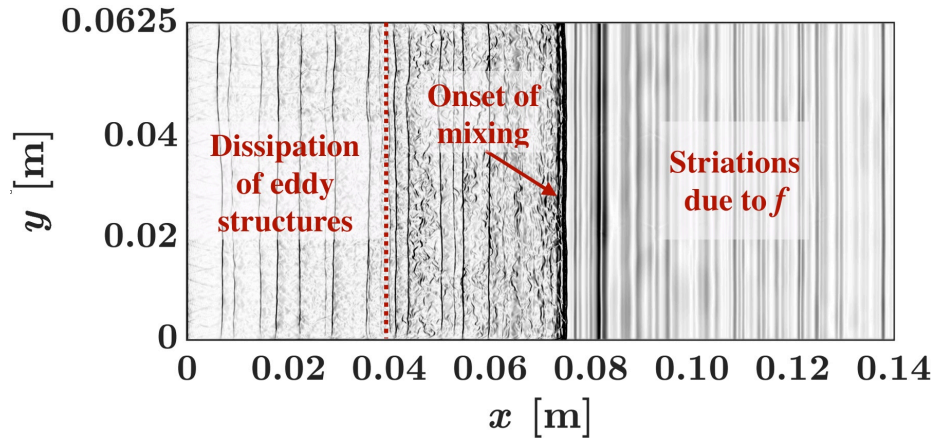 0.0625
0.04
0.02
0
y [m]
Dissipation
of eddy
structures
Onset of
mixing
Striations
due to f
0 0.02 0.04 0.06 0.08 0.10 0.12 0.14
x [m]